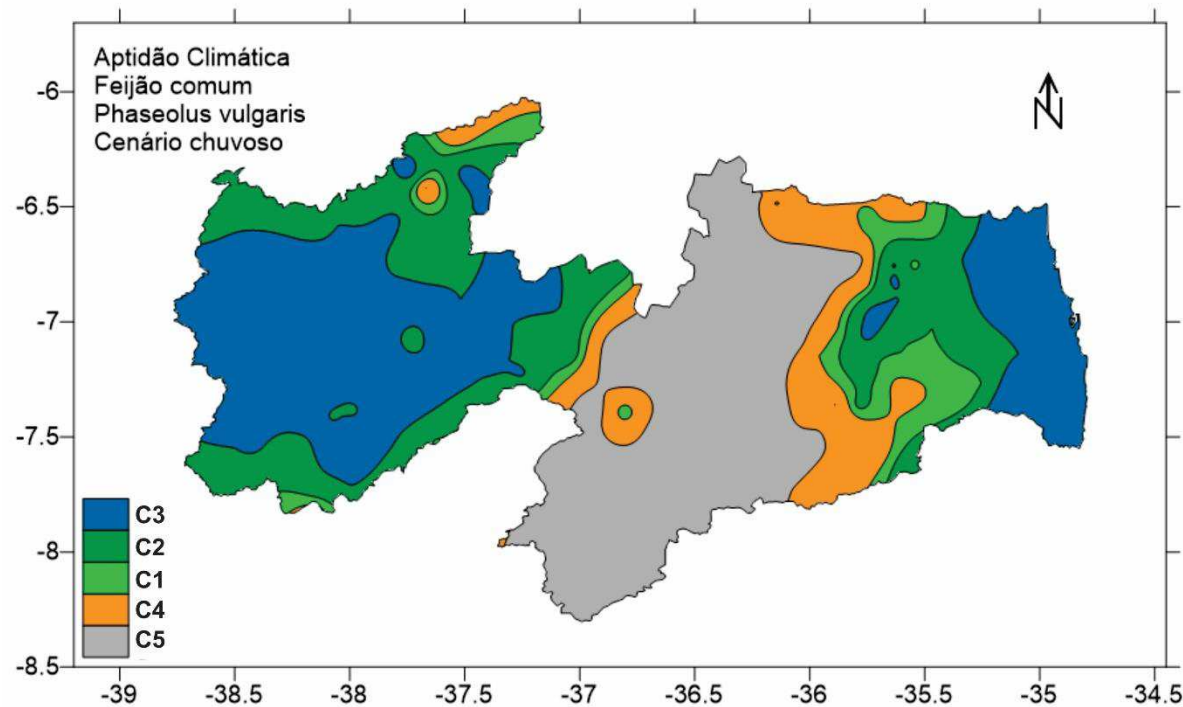 Aptidão Climática
Feijão comum
Phaseolus vulgaris
Cenário chuvoso
N
-6
-6.5
-7
-7.5
-8
-8.5
C3
C2
C1
C4
C5
-39
-38.5
-38
-37.5
-37
-36.5
-36
-35.5
-35
-34.5